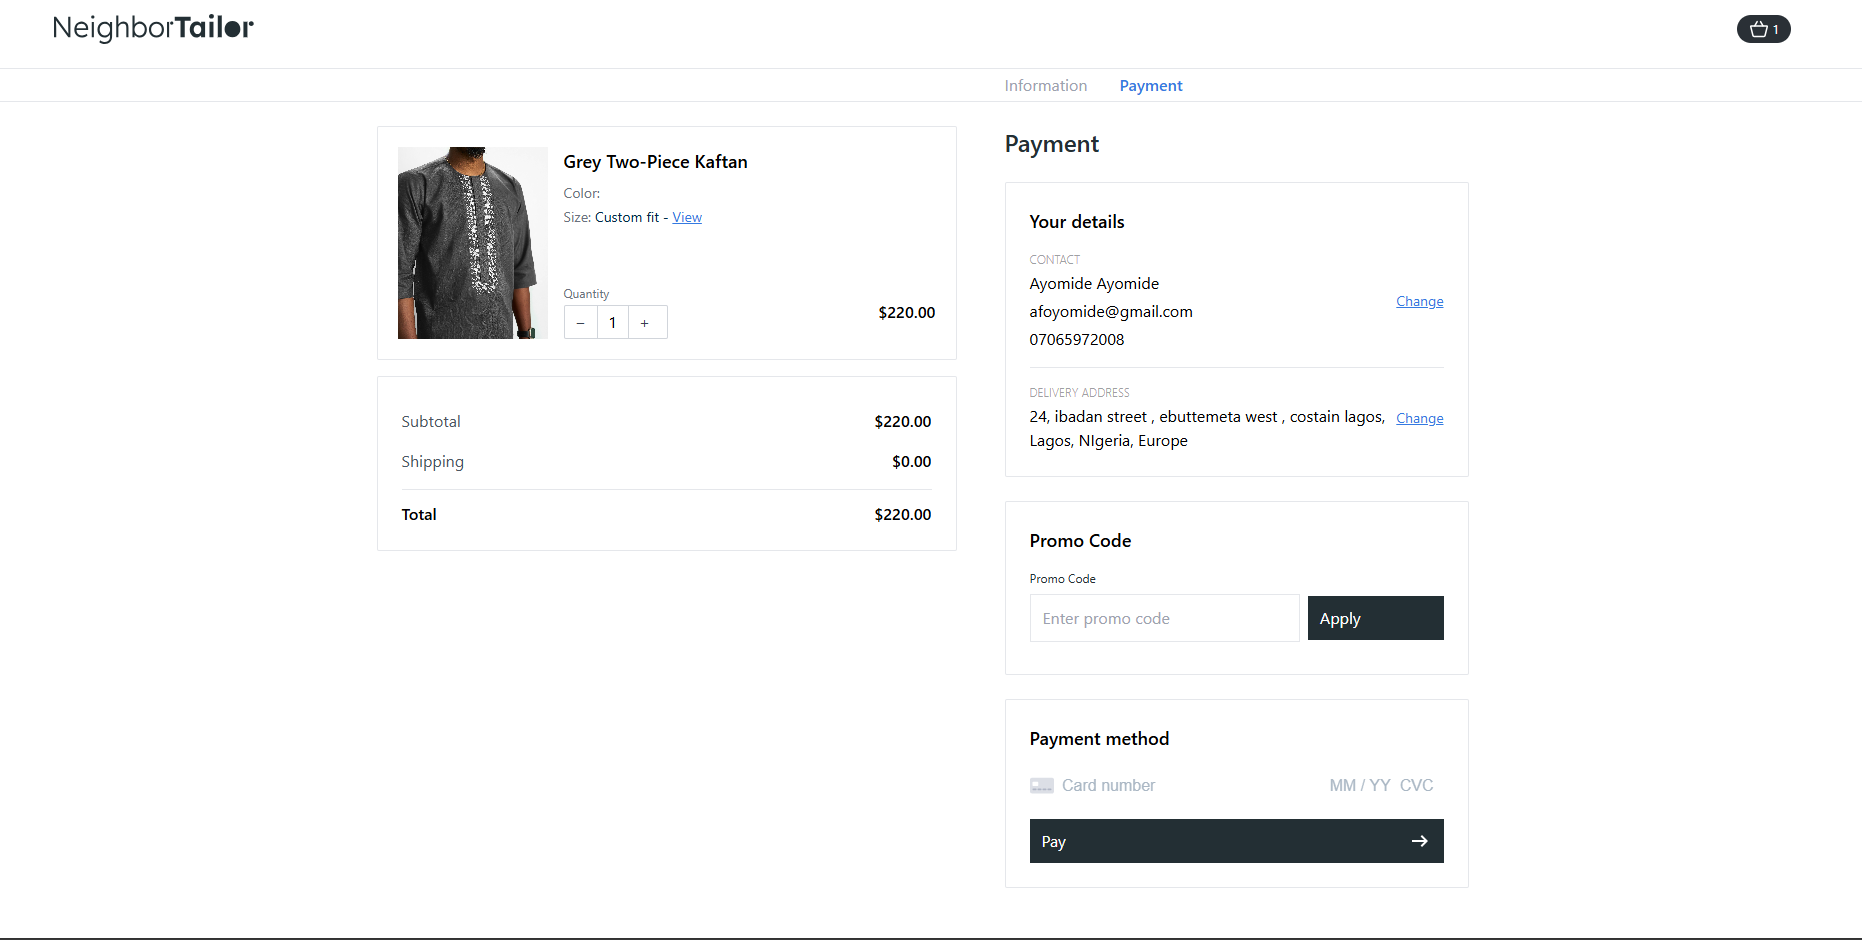 NeighborTailor
1
Information Payment
Grey Two-Piece Kaftan
Color:
Size: Custom fit - View
Quantity
− 1 +
$220.00
Subtotal $220.00
Shipping $0.00
Total $220.00
Payment
Your details
CONTACT
Ayomide Ayomide
afoyomide@gmail.com
07065972008
Change
DELIVERY ADDRESS
24, ibadan street , ebuttemeta west , costain lagos,
Lagos, NIgeria, Europe
Change
Promo Code
Promo Code
Enter promo code
Apply
Payment method
Card number MM / YY CVC
Pay